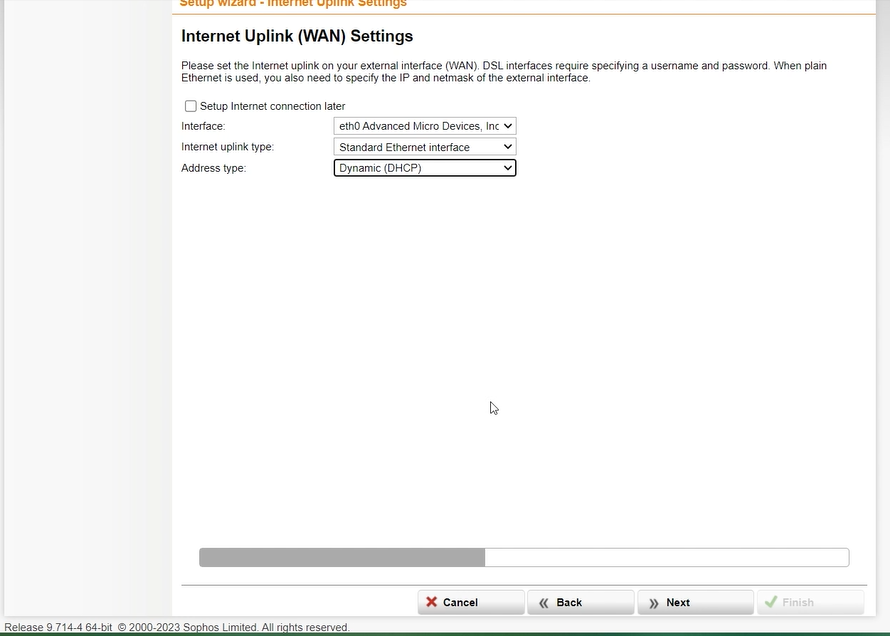 Setup wizard - Internet Uplink Settings
Internet Uplink (WAN) Settings
Please set the Internet uplink on your external interface (WAN). DSL interfaces require specifying a username and password. When plain
Ethernet is used, you also need to specify the IP and netmask of the external interface.
Setup Internet connection later
Interface: eth0 Advanced Micro Devices, Inc
Internet uplink type: Standard Ethernet interface
Address type: Dynamic (DHCP)
Cancel Back Next Finish
Release 9.714-4 64-bit © 2000-2023 Sophos Limited. All rights reserved.